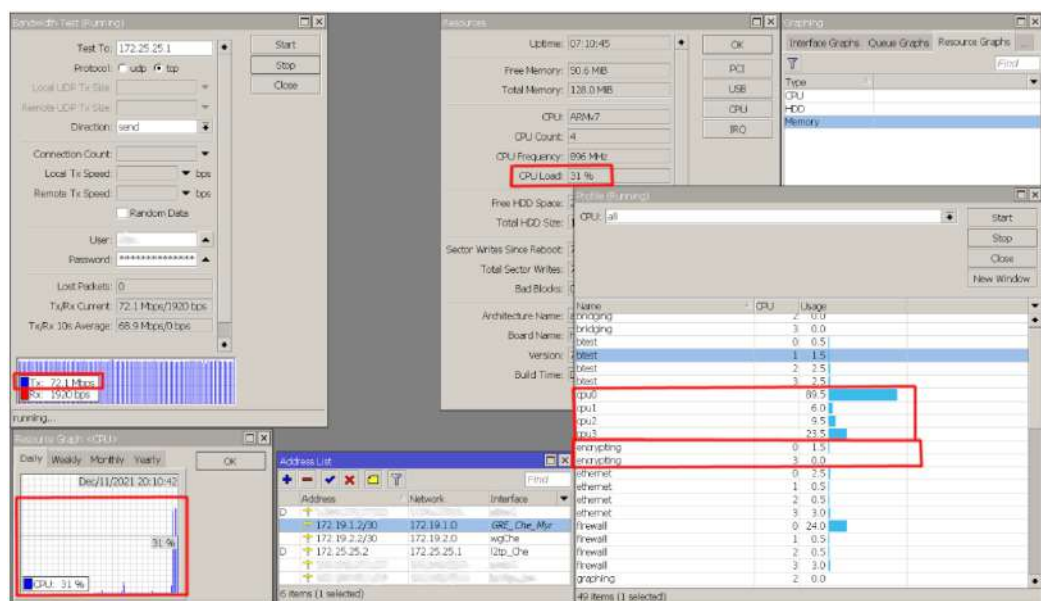 Bandwidth Test (Running)
Test To: 172.25.25.1
Protocol: udp tcp
Local UDP Tx Size:
Remote UDP Tx Size:
Direction: send
Connection Count:
Local Tx Speed: bps
Remote Tx Speed: bps
Random Data
User:
Password: **************
Lost Packets: 0
Tx/Rx Current: 72.1 Mbps/1920 bps
Tx/Rx 10s Average: 68.9 Mbps/0 bps
Tx: 72.1 Mbps
Rx: 1920 bps
running...
Start
Stop
Close
Resources
Uptime: 07:10:45
Free Memory: 90.6 MiB
Total Memory: 128.0 MiB
CPU: ARMv7
CPU Count: 4
CPU Frequency: 896 MHz
CPU Load: 31 %
Free HDD Space:
Total HDD Size:
Sector Writes Since Reboot:
Total Sector Writes:
Bad Blocks:
Architecture Name:
Board Name:
Version:
Build Time:
OK
PCI
USB
CPU
IRQ
Graphing
Interface Graphs Queue Graphs Resource Graphs ...
Find
Type
CPU
HDD
Memory
Profile (Running)
CPU: all
Start
Stop
Close
New Window
Name CPU Usage
bridging 2 0.0
bridging 3 0.0
btest 0 0.5
btest 1 1.5
btest 2 2.5
btest 3 2.5
cpu0 89.5
cpu1 6.0
cpu2 9.5
cpu3 23.5
encrypting 0 1.5
encrypting 3 0.0
ethernet 0 2.5
ethernet 1 0.5
ethernet 2 0.5
ethernet 3 3.0
firewall 0 24.0
firewall 1 0.5
firewall 2 0.5
firewall 3 3.0
graphing 2 0.0
49 items (1 selected)
Resource Graph <CPU>
Daily Weekly Monthly Yearly
OK
Dec/11/2021 20:10:42
31 %
CPU: 31 %
Address List
Find
Address Network Interface
D
172.19.1.2/30 172.19.1.0 GRE_Che_Myr
172.19.2.2/30 172.19.2.0 wgChe
D 172.25.25.2 172.25.25.1 l2tp_Che
6 items (1 selected)